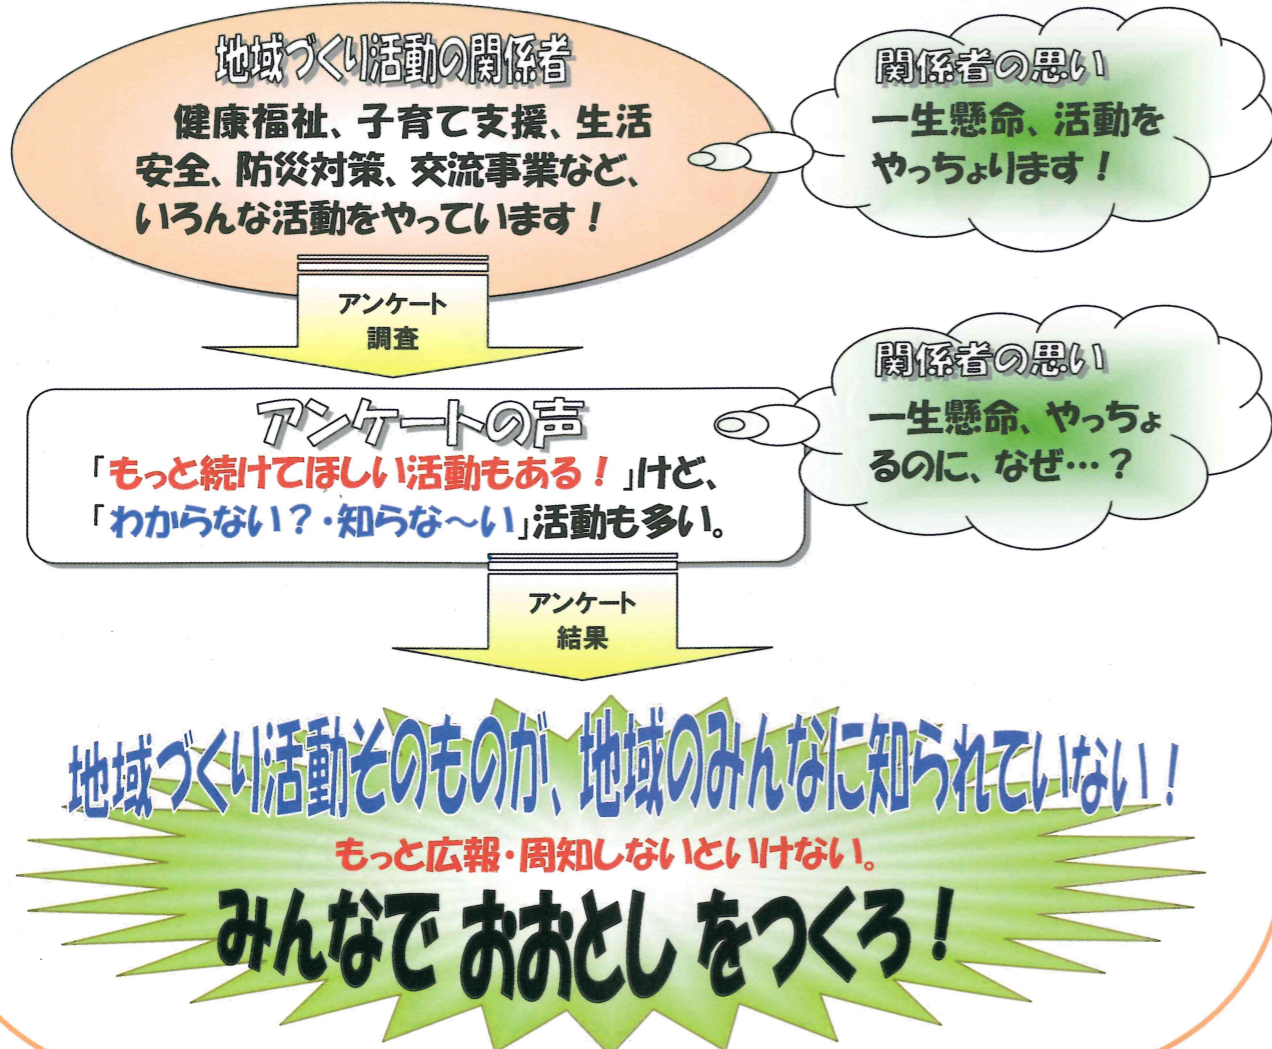 地域づくり活動の関係者
健康福祉、子育て支援、生活
安全、防災対策、交流事業など、
いろんな活動をやっています！
関係者の思い
一生懸命、活動を
やっちょります！
アンケート
調査
アンケートの声
「もっと続けてほしい活動もある！」けど、
「わからない？・知らな～い」活動も多い。
関係者の思い
一生懸命、やっちょ
るのに、なぜ…？
アンケート
結果
地域づくり活動そのものが、地域のみんなに知られていない！
もっと広報・周知しないといけない。
みんなで おおとし をつくろ！